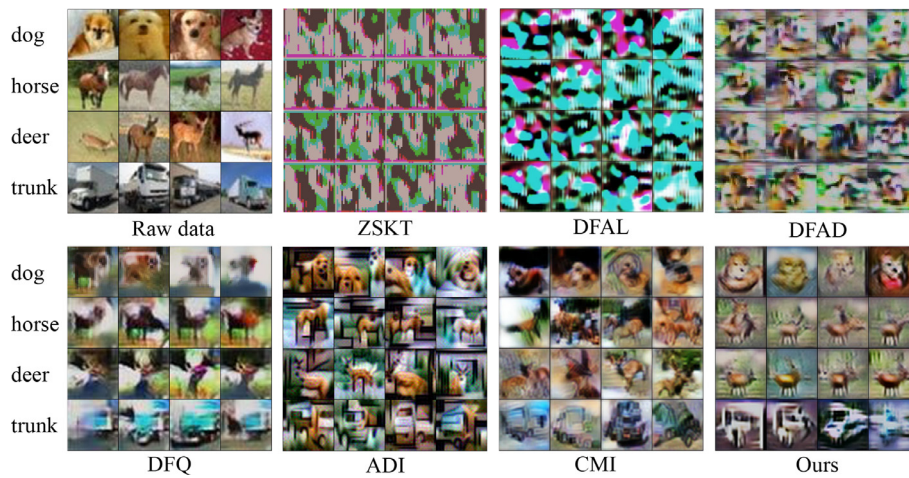 dog
horse
deer
trunk
Raw data
ZSKT
DFAL
DFAD
dog
horse
deer
trunk
DFQ
ADI
CMI
Ours